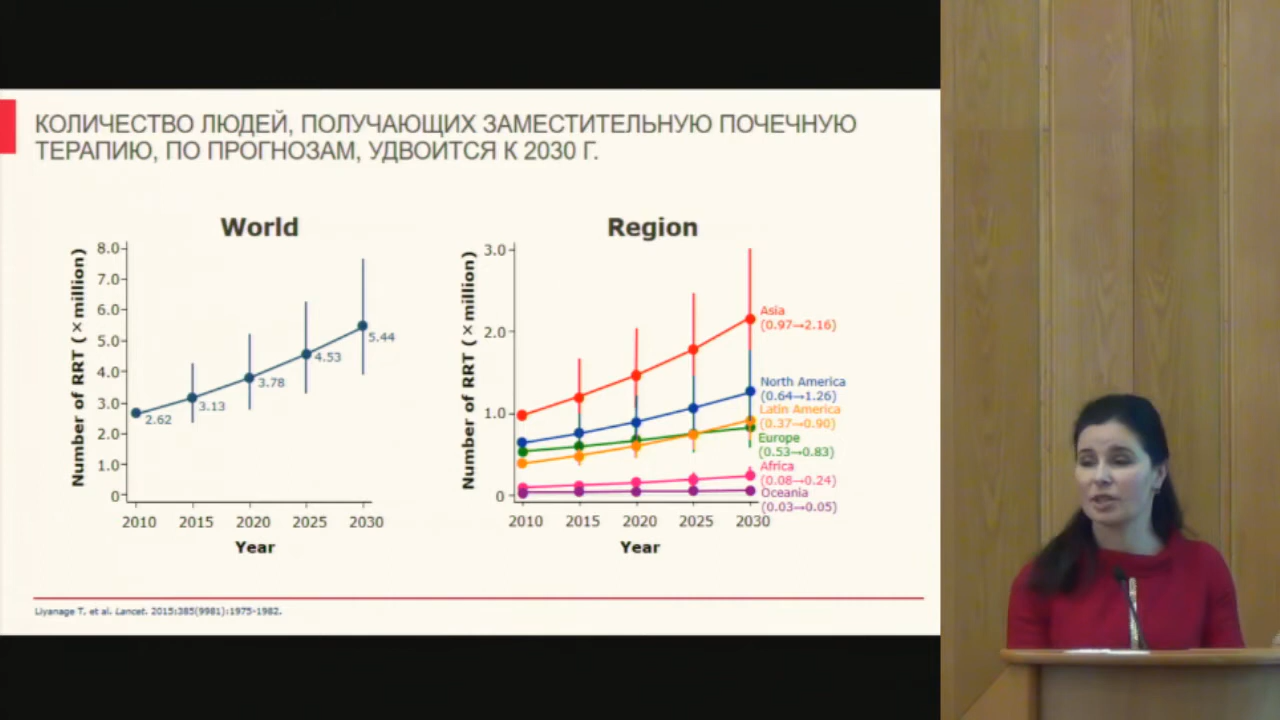 КОЛИЧЕСТВО ЛЮДЕЙ, ПОЛУЧАЮЩИХ ЗАМЕСТИТЕЛЬНУЮ ПОЧЕЧНУЮ
ТЕРАПИЮ, ПО ПРОГНОЗАМ, УДВОИТСЯ К 2030 Г.
World
Number of RRT (×million)
8.0
7.0
6.0
5.0
4.0
3.0
2.0
1.0
0
2.62
3.13
3.78
4.53
5.44
2010 2015 2020 2025 2030
Year
Region
Number of RRT (×million)
3.0
2.0
1.0
0
Asia
(0.97→2.16)
North America
(0.64→1.26)
Latin America
(0.37→0.90)
Europe
(0.53→0.83)
Africa
(0.08→0.24)
Oceania
(0.03→0.05)
2010 2015 2020 2025 2030
Year
Liyanage T, et al. Lancet. 2015;385(9981):1975-1982.